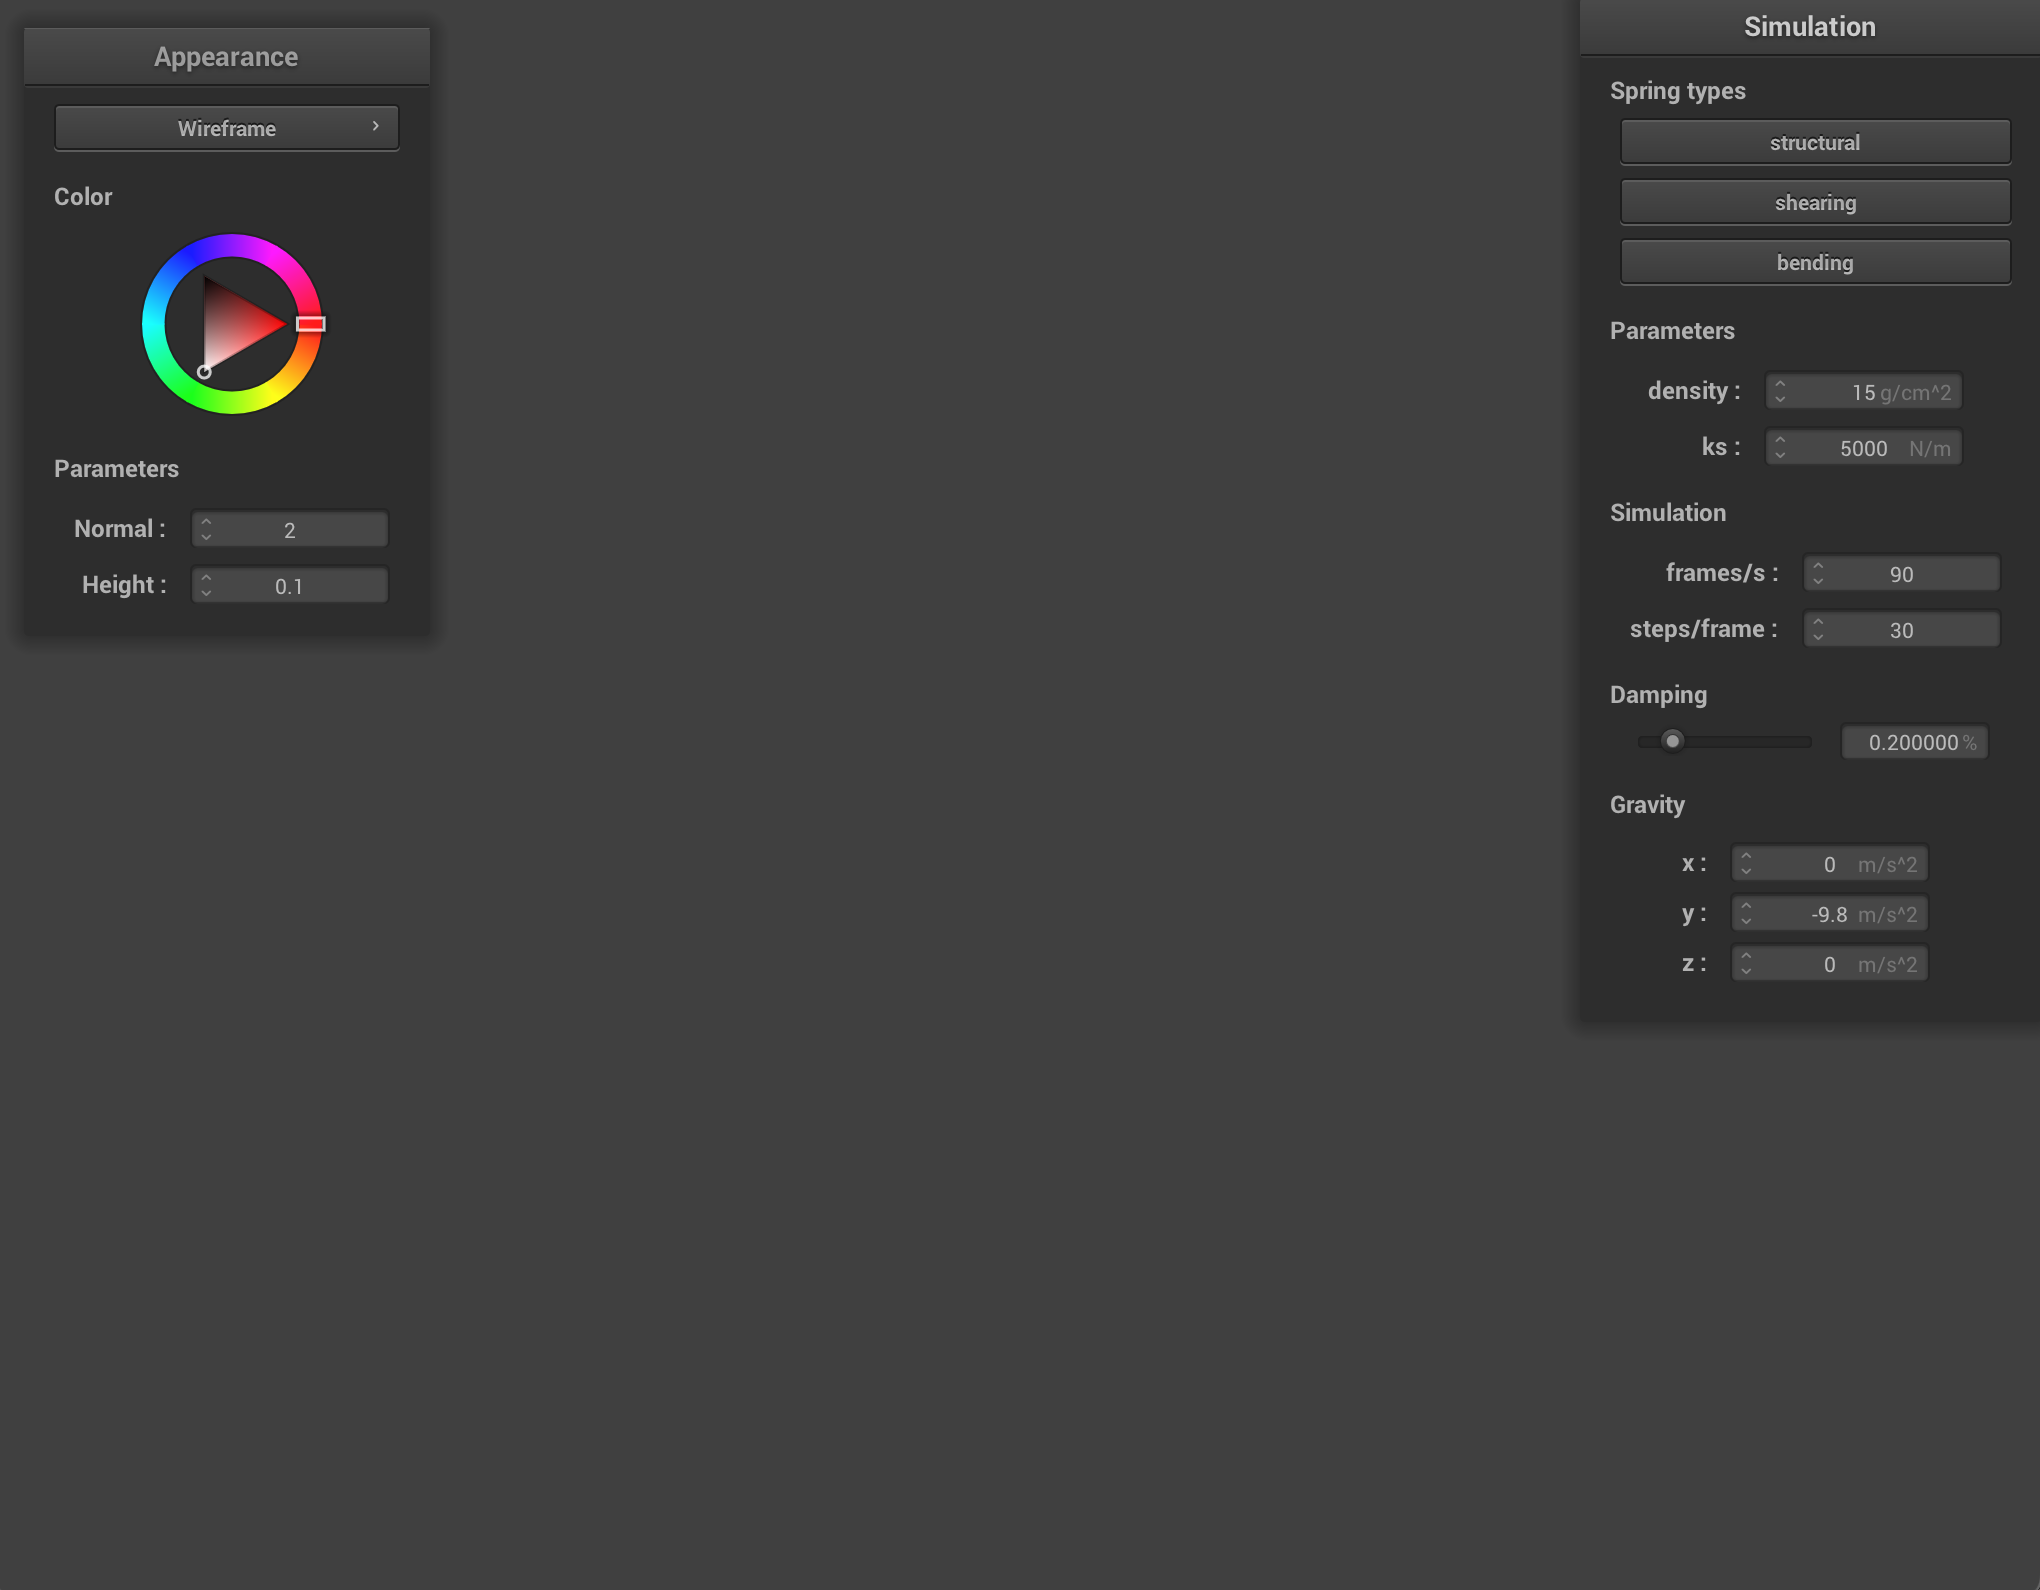 Appearance
Wireframe
Color
Parameters
Normal : 2
Height : 0.1
Simulation
Spring types
structural
shearing
bending
Parameters
density : 15 g/cm^2
ks : 5000 N/m
Simulation
frames/s : 90
steps/frame : 30
Damping
0.200000 %
Gravity
x : 0 m/s^2
y : -9.8 m/s^2
z : 0 m/s^2